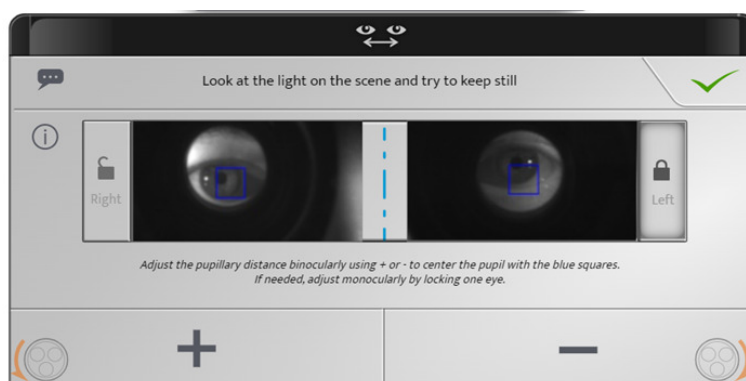 Look at the light on the scene and try to keep still
Right
Left
Adjust the pupillary distance binocularly using + or - to center the pupil with the blue squares.
If needed, adjust monocularly by locking one eye.